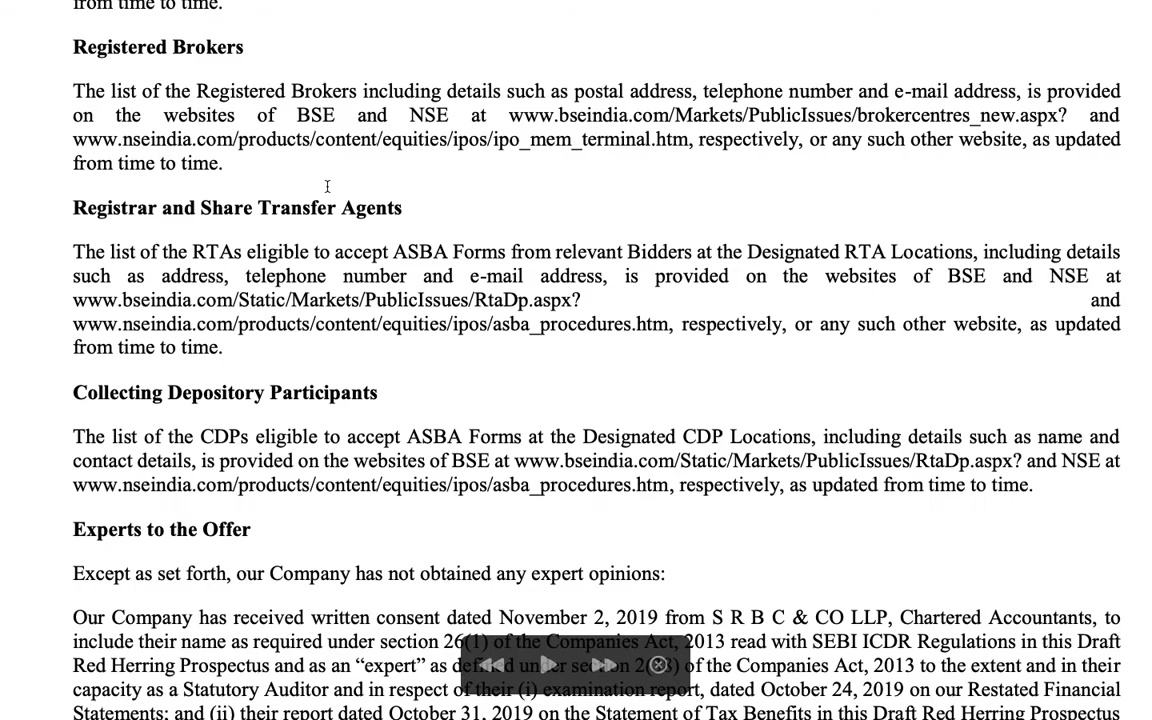 from time to time.
Registered Brokers
The list of the Registered Brokers including details such as postal address, telephone number and e-mail address, is provided
on the websites of BSE and NSE at www.bseindia.com/Markets/PublicIssues/brokercentres_new.aspx? and
www.nseindia.com/products/content/equities/ipos/ipo_mem_terminal.htm, respectively, or any such other website, as updated
from time to time.
Registrar and Share Transfer Agents
The list of the RTAs eligible to accept ASBA Forms from relevant Bidders at the Designated RTA Locations, including details
such as address, telephone number and e-mail address, is provided on the websites of BSE and NSE at
www.bseindia.com/Static/Markets/PublicIssues/RtaDp.aspx? and
www.nseindia.com/products/content/equities/ipos/asba_procedures.htm, respectively, or any such other website, as updated
from time to time.
Collecting Depository Participants
The list of the CDPs eligible to accept ASBA Forms at the Designated CDP Locations, including details such as name and
contact details, is provided on the websites of BSE at www.bseindia.com/Static/Markets/PublicIssues/RtaDp.aspx? and NSE at
www.nseindia.com/products/content/equities/ipos/asba_procedures.htm, respectively, as updated from time to time.
Experts to the Offer
Except as set forth, our Company has not obtained any expert opinions:
Our Company has received written consent dated November 2, 2019 from S R B C & CO LLP, Chartered Accountants, to
include their name as required under section 26(1) of the Companies Act, 2013 read with SEBI ICDR Regulations in this Draft
Red Herring Prospectus and as an “expert” as defined under section of the Companies Act, 2013 to the extent and in their
capacity as a Statutory Auditor and in respect of their (i) examination report, dated October 24, 2019 on our Restated Financial
Statements; and (ii) their report dated October 31, 2019 on the Statement of Tax Benefits in this Draft Red Herring Prospectus